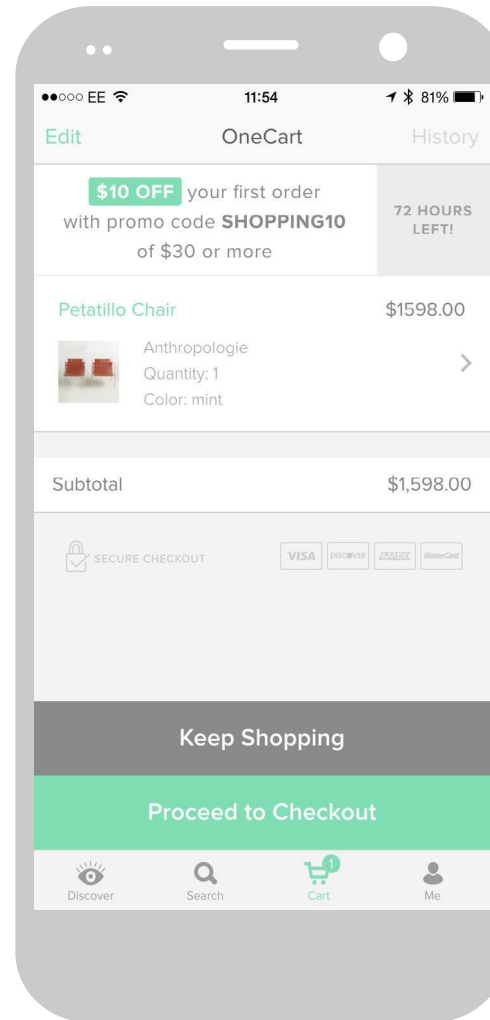 EE 11:54 81%
Edit OneCart History
$10 OFF your first order
with promo code SHOPPING10
of $30 or more
72 HOURS
LEFT!
Petatillo Chair $1598.00
Anthropologie
Quantity: 1
Color: mint
Subtotal $1,598.00
SECURE CHECKOUT VISA DISCOVER AMEX MasterCard
Keep Shopping
Proceed to Checkout
1
Discover Search Cart Me